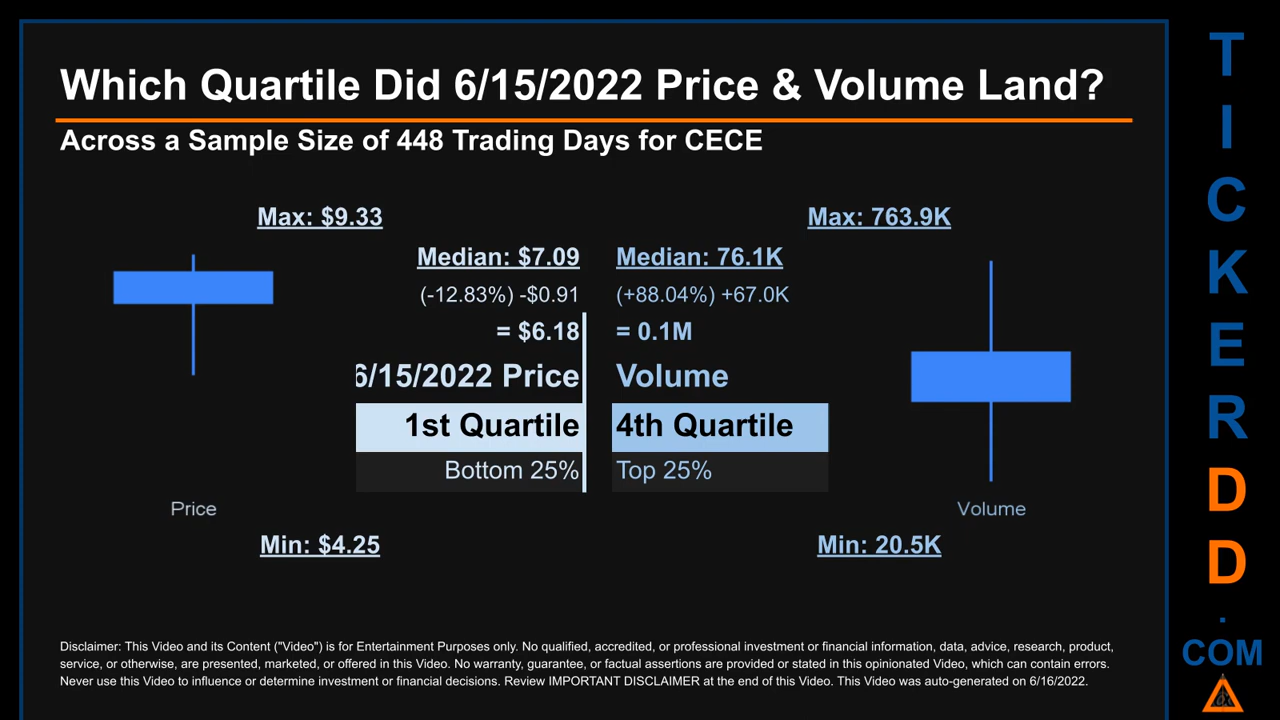 Which Quartile Did 6/15/2022 Price & Volume Land?
Across a Sample Size of 448 Trading Days for CECE
Max: $9.33
Median: $7.09
(-12.83%) -$0.91
= $6.18
6/15/2022 Price
1st Quartile
Bottom 25%
Price
Min: $4.25
Max: 763.9K
Median: 76.1K
(+88.04%) +67.0K
= 0.1M
Volume
4th Quartile
Top 25%
Volume
Min: 20.5K
Disclaimer: This Video and its Content ("Video") is for Entertainment Purposes only. No qualified, accredited, or professional investment or financial information, data, advice, research, product,
service, or otherwise, are presented, marketed, or offered in this Video. No warranty, guarantee, or factual assertions are provided or stated in this opinionated Video, which can contain errors.
Never use this Video to influence or determine investment or financial decisions. Review IMPORTANT DISCLAIMER at the end of this Video. This Video was auto-generated on 6/16/2022.
T
I
C
K
E
R
D
D
.
COM